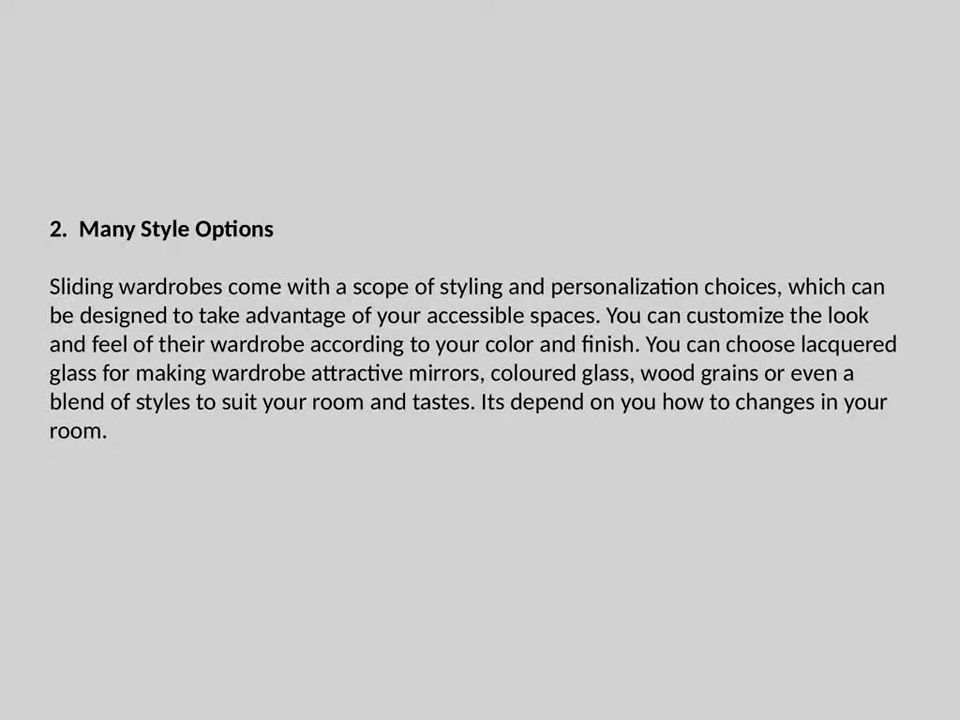 2.  Many Style Options
Sliding wardrobes come with a scope of styling and personalization choices, which can
be designed to take advantage of your accessible spaces. You can customize the look
and feel of their wardrobe according to your color and finish. You can choose lacquered
glass for making wardrobe attractive mirrors, coloured glass, wood grains or even a
blend of styles to suit your room and tastes. Its depend on you how to changes in your
room.